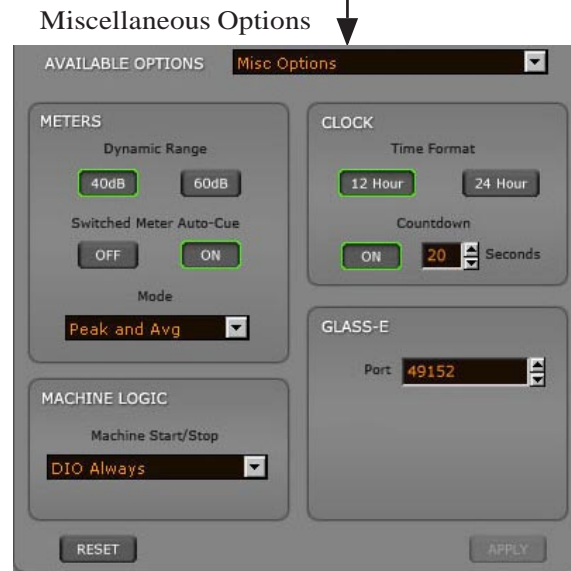 Miscellaneous Options
AVAILABLE OPTIONS Misc Options
METERS
Dynamic Range
40dB 60dB
Switched Meter Auto-Cue
OFF ON
Mode
Peak and Avg
MACHINE LOGIC
Machine Start/Stop
DIO Always
CLOCK
Time Format
12 Hour 24 Hour
Countdown
ON 20 Seconds
GLASS-E
Port 49152
RESET APPLY